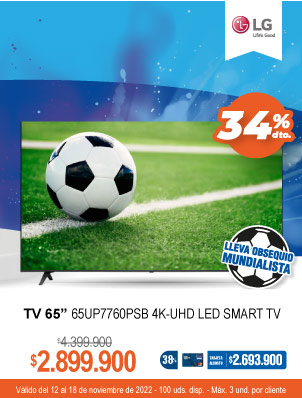 LG
Life's Good
34%
dto.
LLEVA OBSEQUIO
MUNDIALISTA
TV 65” 65UP7760PSB 4K-UHD LED SMART TV
$4.399.900
$2.899.900
38%
TARJETA
$2.693.900
Válido del 12 al 18 de noviembre de 2022 - 100 uds. disp. - Máx. 3 und. por cliente